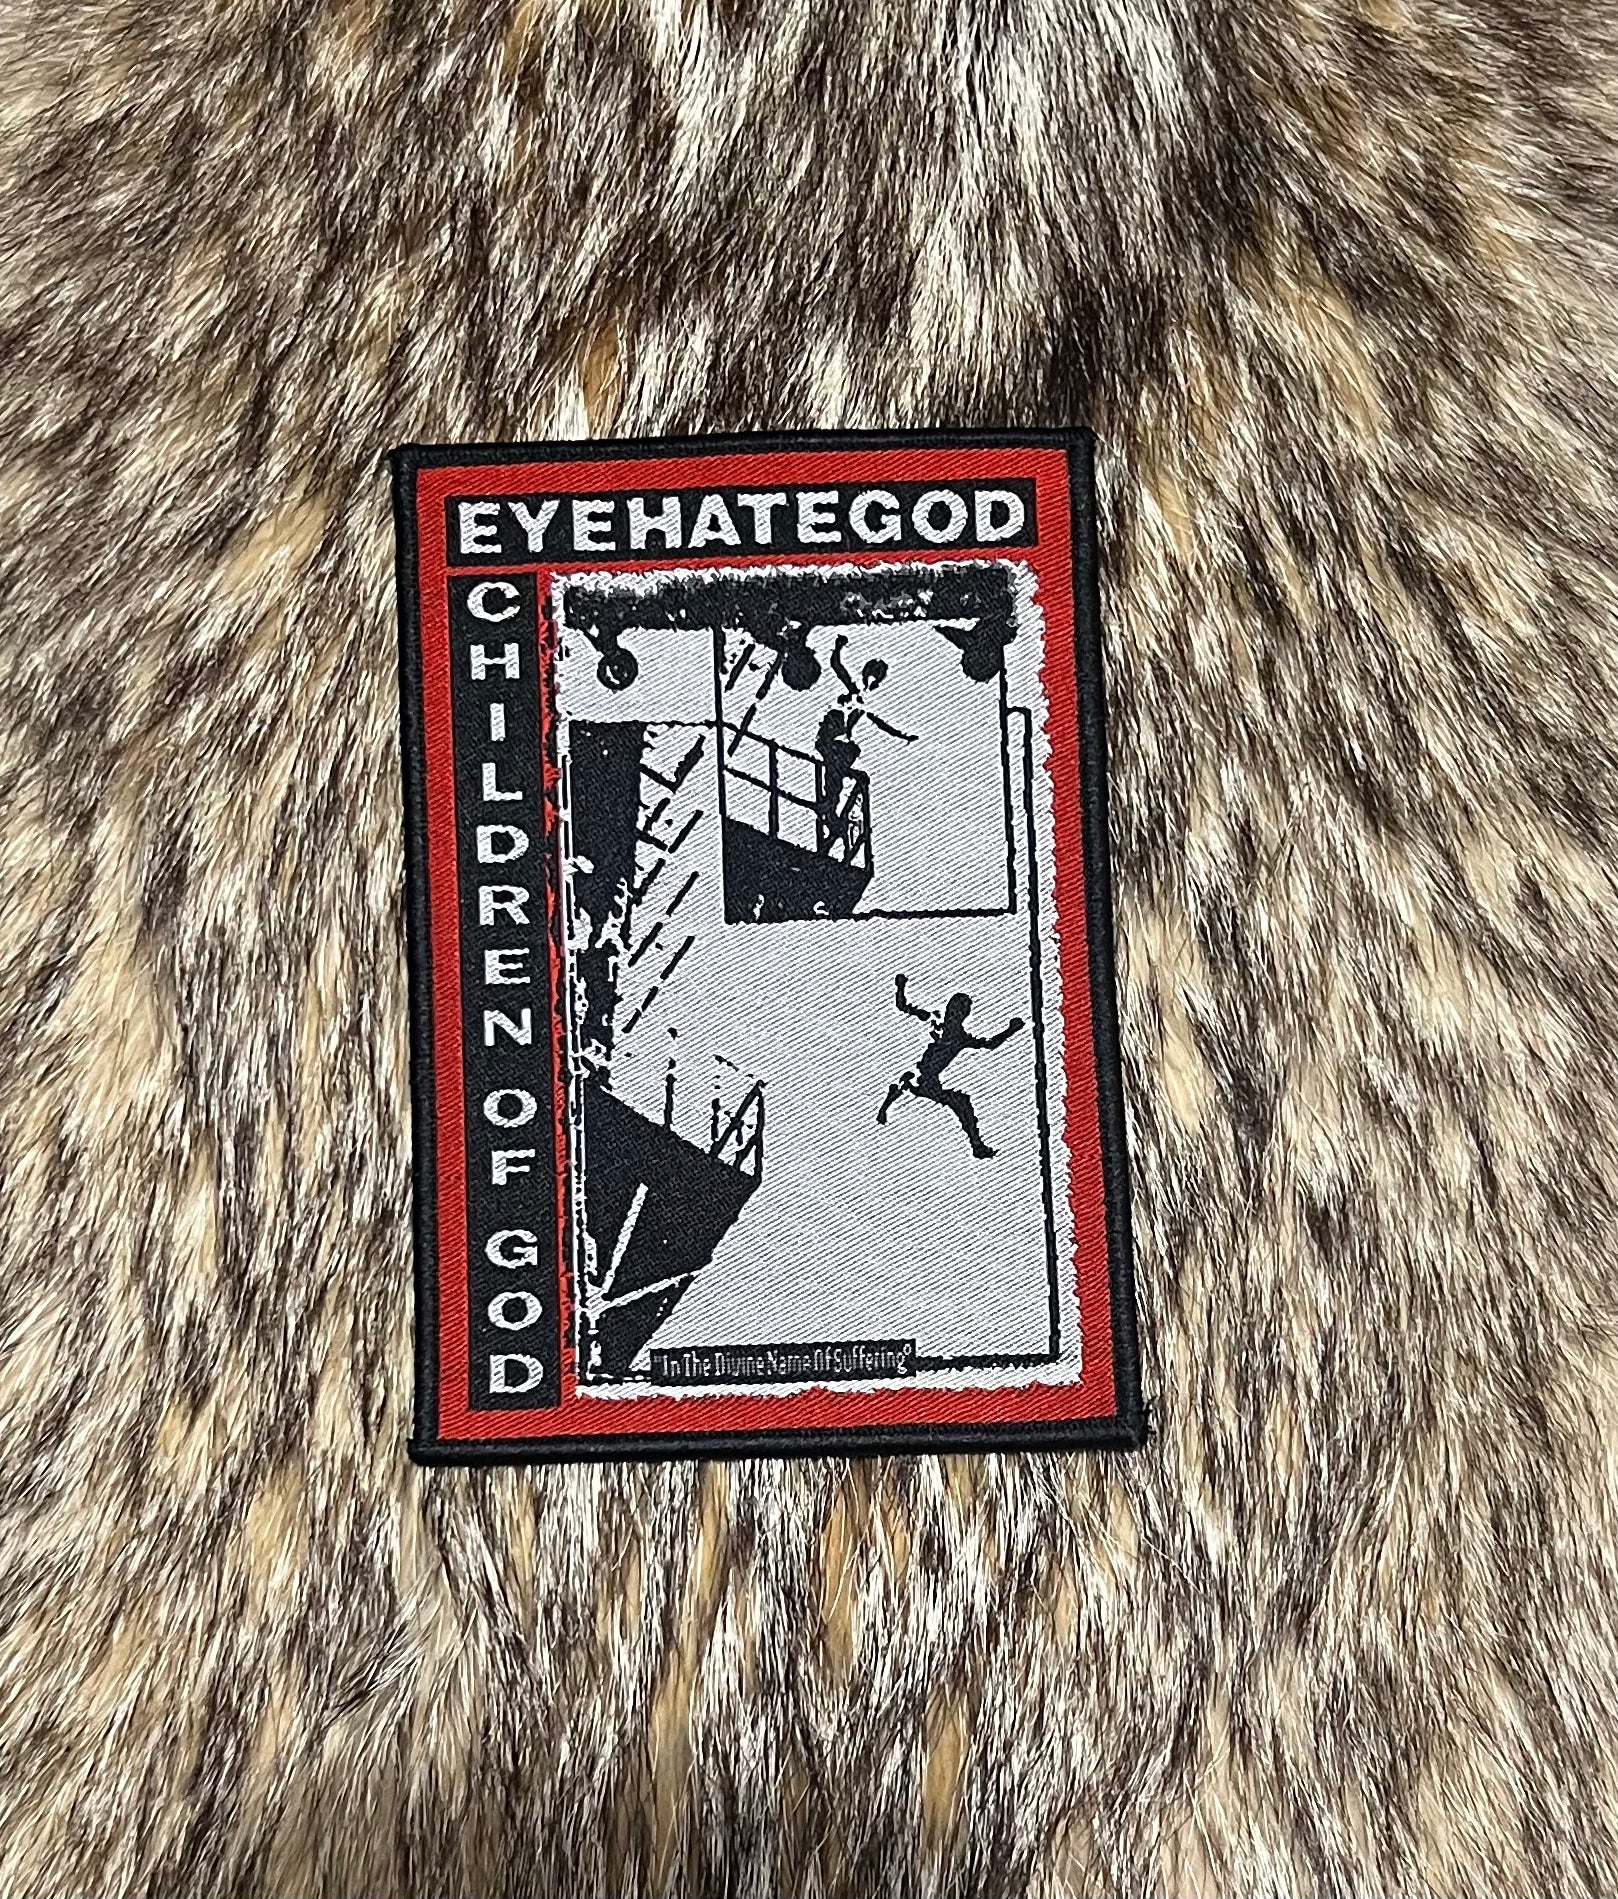 EYEHATEGOD
CHILDREN OF GOD
"In The Divine Name Of Suffering"